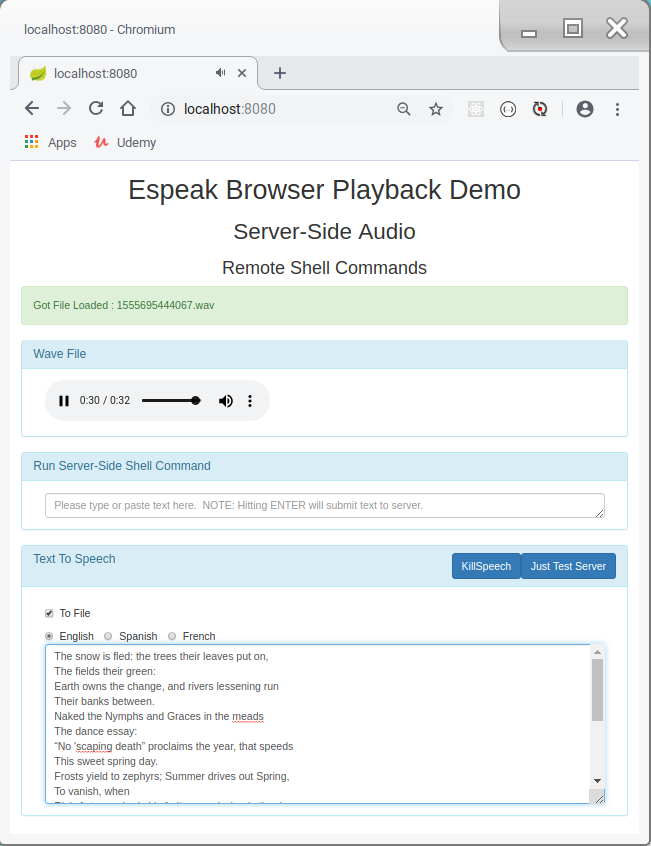 localhost:8080 - Chromium
localhost:8080
localhost:8080
Apps
Udemy
Espeak Browser Playback Demo
Server-Side Audio
Remote Shell Commands
Got File Loaded : 1555695444067.wav
Wave File
0:30 / 0:32
Run Server-Side Shell Command
Please type or paste text here.  NOTE: Hitting ENTER will submit text to server.
Text To Speech
KillSpeech
Just Test Server
To File
English
Spanish
French
The snow is fled: the trees their leaves put on,
The fields their green:
Earth owns the change, and rivers lessening run
Their banks between.
Naked the Nymphs and Graces in the meads
The dance essay:
“No 'scaping death” proclaims the year, that speeds
This sweet spring day.
Frosts yield to zephyrs; Summer drives out Spring,
To vanish, when